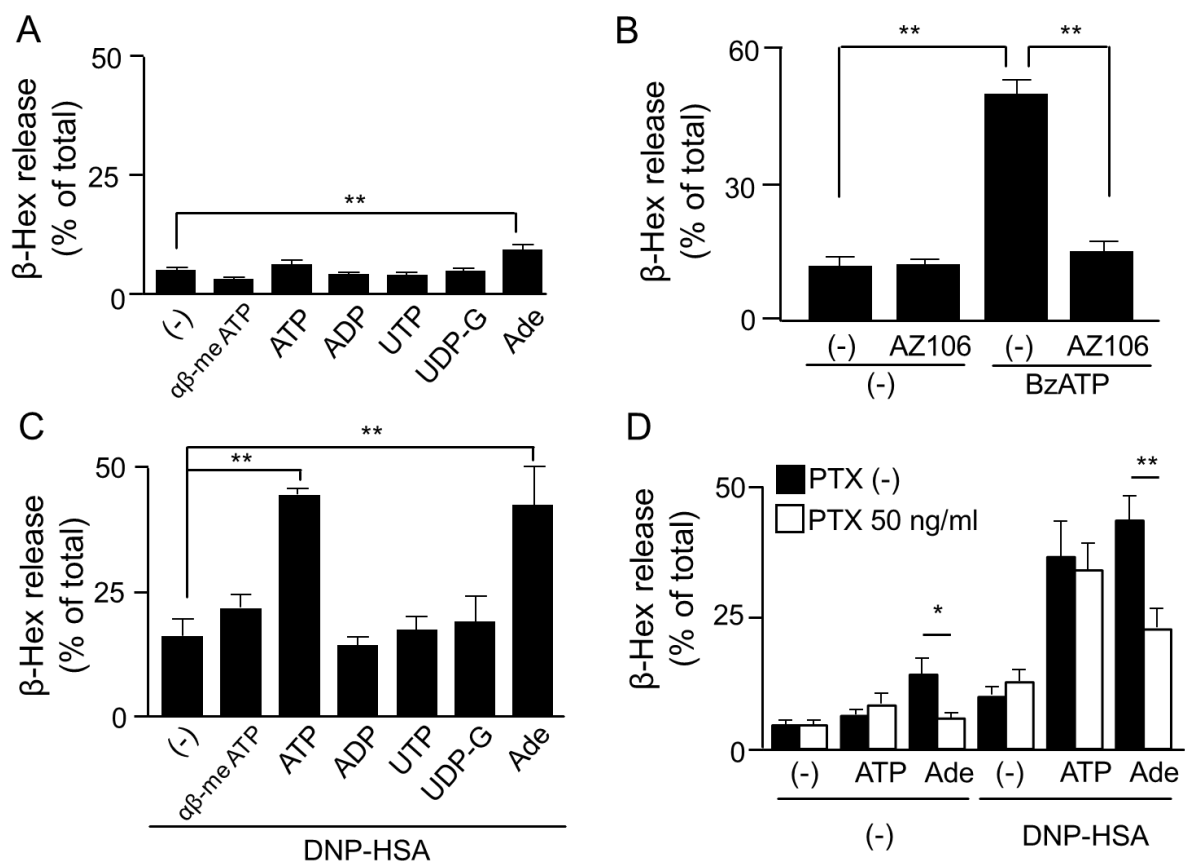 A
β-Hex release
(% of total)
50
25
0
**
(-)
αβ-me ATP
ATP
ADP
UTP
UDP-G
Ade
B
β-Hex release
(% of total)
60
30
0
**
**
(-)
AZ106
(-)
AZ106
(-)
BzATP
C
β-Hex release
(% of total)
50
25
0
**
**
(-)
αβ-me ATP
ATP
ADP
UTP
UDP-G
Ade
DNP-HSA
D
β-Hex release
(% of total)
50
25
0
PTX (-)
PTX 50 ng/ml
*
**
(-)
ATP
Ade
(-)
ATP
Ade
(-)
DNP-HSA